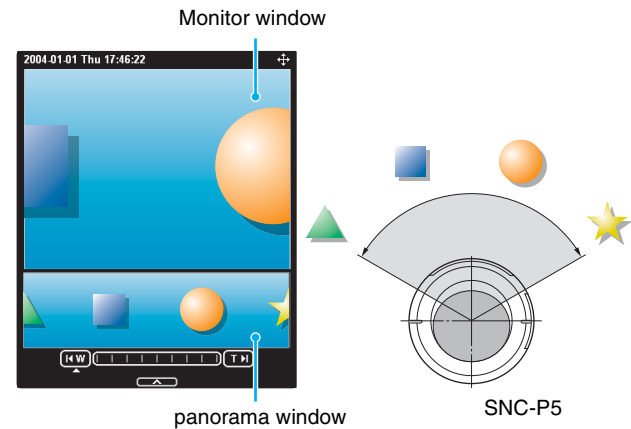 Monitor window
2004-01-01 Thu 17:46:22
W
T
panorama window
SNC-P5